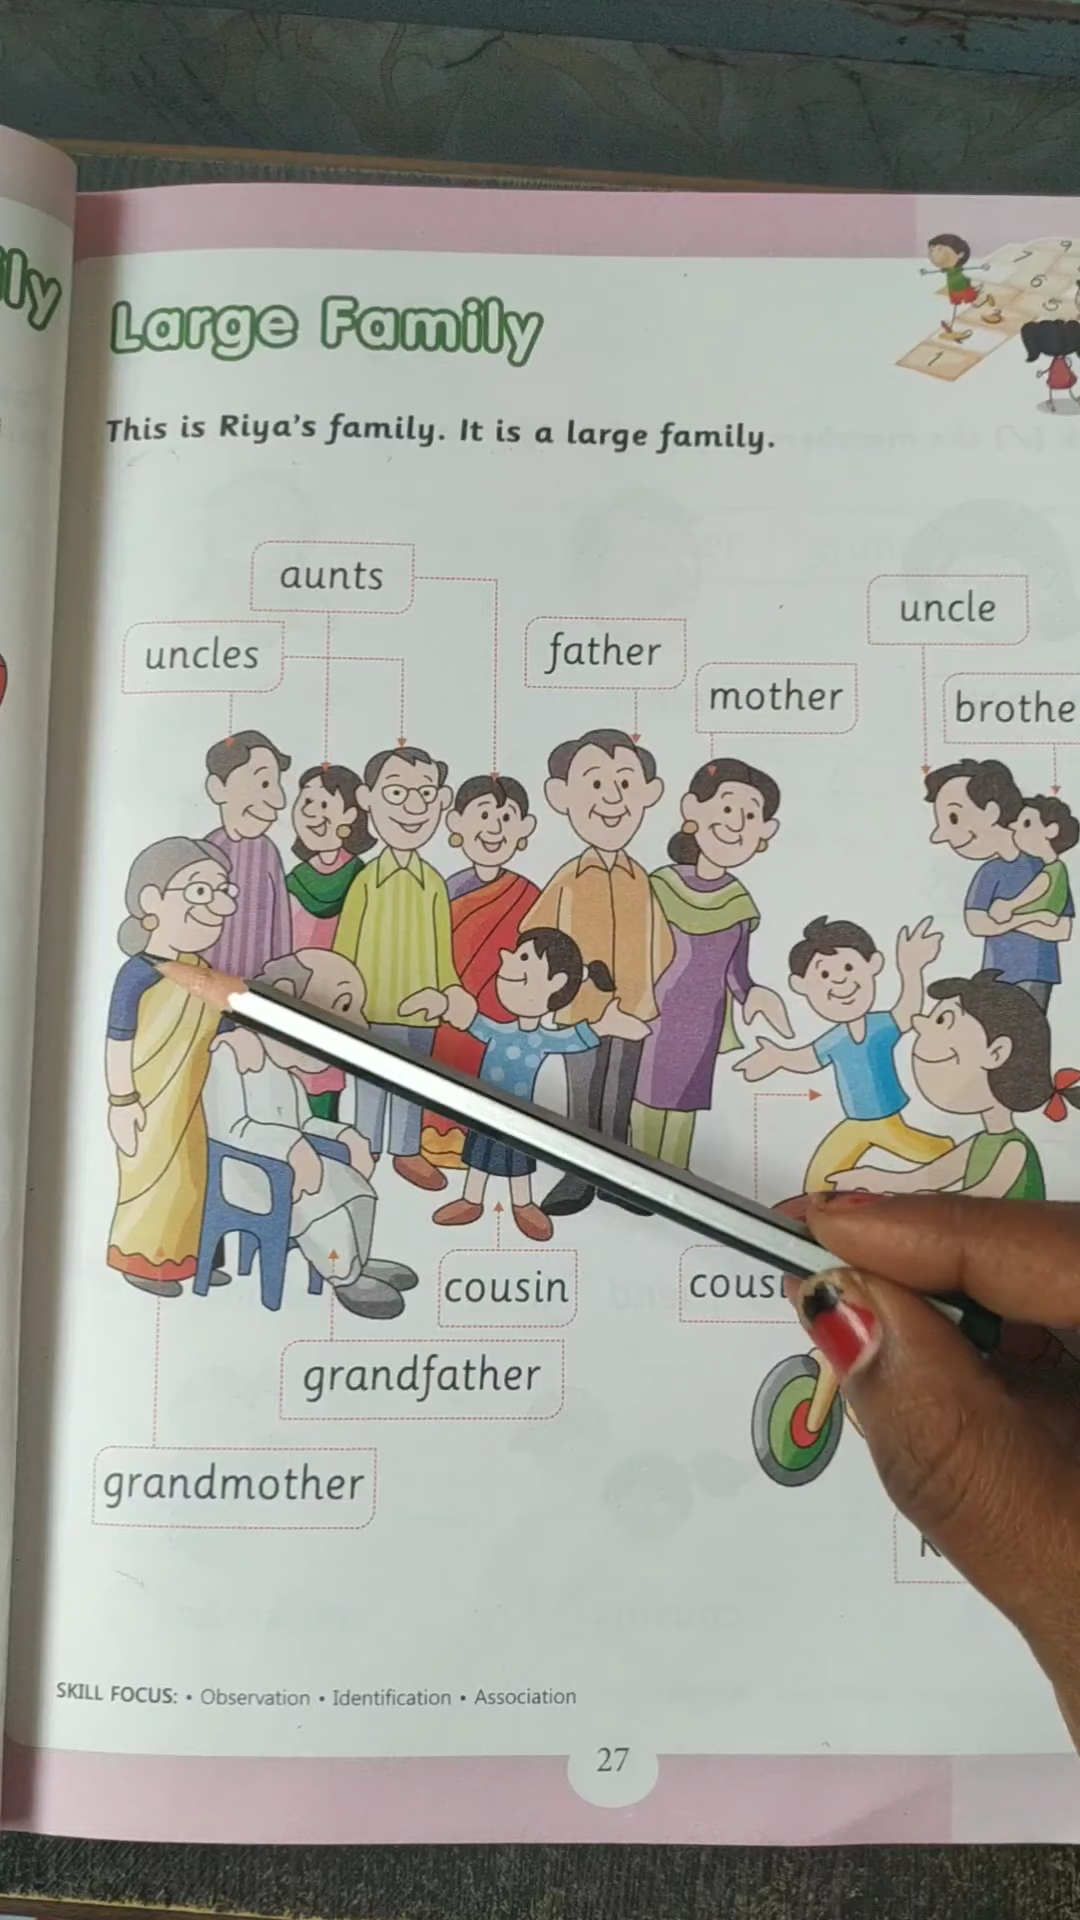 ly
Large Family
This is Riya's family. It is a large family.
aunts
uncle
uncles
father
mother
brothe
cousin
cous
grandfather
grandmother
SKILL FOCUS: • Observation • Identification • Association
27